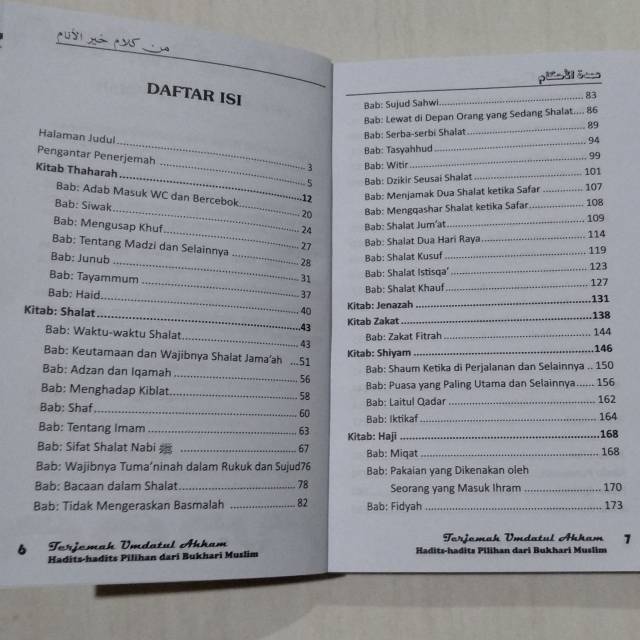 من كلام خير الأنام
DAFTAR ISI
Halaman Judul 3
Pengantar Penerjemah 5
Kitab Thaharah 12
Bab: Adab Masuk WC dan Bercebok 20
Bab: Siwak 24
Bab: Mengusap Khuf 27
Bab: Tentang Madzi dan Selainnya 28
Bab: Junub 31
Bab: Tayammum 37
Bab: Haid 40
Kitab: Shalat 43
Bab: Waktu-waktu Shalat 43
Bab: Keutamaan dan Wajibnya Shalat Jama'ah ...51
Bab: Adzan dan Iqamah 56
Bab: Menghadap Kiblat 58
Bab: Shaf 60
Bab: Tentang Imam 63
Bab: Sifat Shalat Nabi ﷺ 67
Bab: Wajibnya Tuma'ninah dalam Rukuk dan Sujud76
Bab: Bacaan dalam Shalat 78
Bab: Tidak Mengeraskan Basmalah 82
6 Terjemah Umdatul Ahkam
Hadits-hadits Pilihan dari Bukhari Muslim
Bab: Sujud Sahwi 83
Bab: Lewat di Depan Orang yang Sedang Shalat.... 86
Bab: Serba-serbi Shalat 89
Bab: Tasyahhud 94
Bab: Witir 99
Bab: Dzikir Seusai Shalat 101
Bab: Menjamak Dua Shalat ketika Safar 107
Bab: Mengqashar Shalat ketika Safar 108
Bab: Shalat Jum'at 109
Bab: Shalat Dua Hari Raya 114
Bab: Shalat Kusuf 119
Bab: Shalat Istisqa' 123
Bab: Shalat Khauf 127
Kitab: Jenazah 131
Kitab Zakat 138
Bab: Zakat Fitrah 144
Kitab: Shiyam 146
Bab: Shaum Ketika di Perjalanan dan Selainnya .. 150
Bab: Puasa yang Paling Utama dan Selainnya...... 156
Bab: Laitul Qadar 162
Bab: Iktikaf 164
Kitab: Haji 168
Bab: Miqat 168
Bab: Pakaian yang Dikenakan oleh
Seorang yang Masuk Ihram 170
Bab: Fidyah 173
Terjemah Umdatul Ahkam 7
Hadits-hadits Pilihan dari Bukhari Muslim